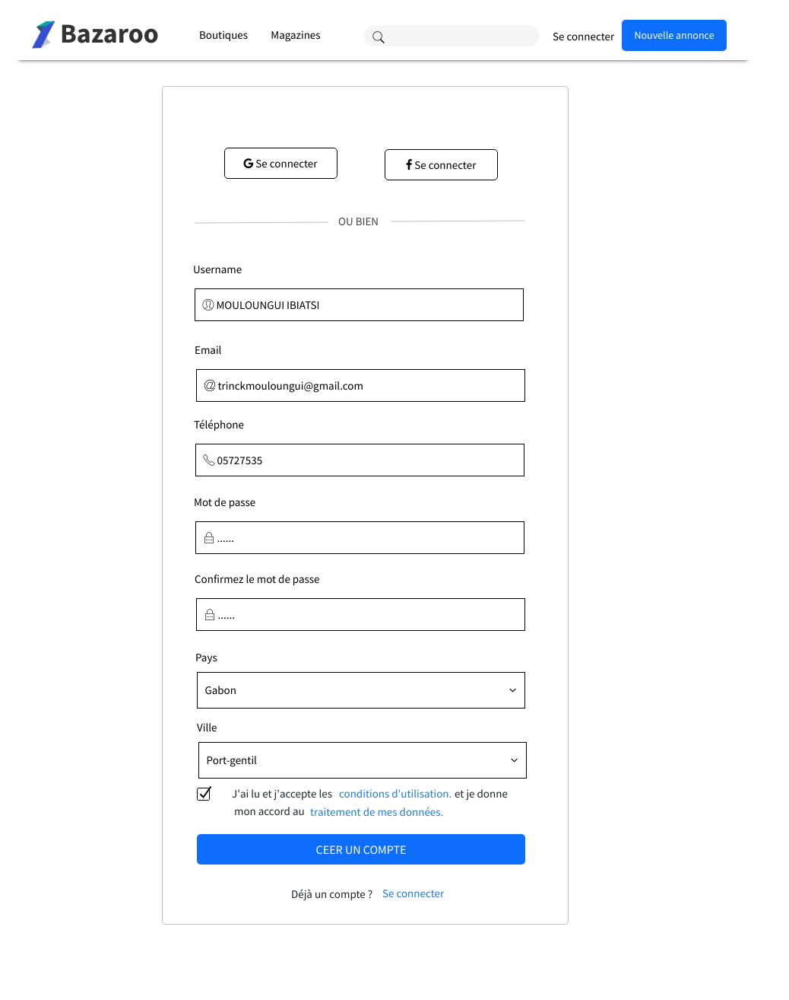 Bazaroo
Boutiques
Magazines
Se connecter
Nouvelle annonce
Se connecter
Se connecter
OU BIEN
Username
MOULOUNGUI IBIATSI
Email
trinckmouloungui@gmail.com
Téléphone
05727535
Mot de passe
......
Confirmez le mot de passe
......
Pays
Gabon
Ville
Port-gentil
J'ai lu et j'accepte les conditions d'utilisation. et je donne
mon accord au traitement de mes données.
CEER UN COMPTE
Déjà un compte ? Se connecter